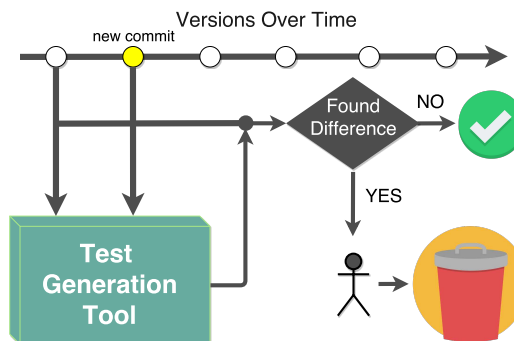 Versions Over Time
new commit
Found
Difference
NO
YES
Test
Generation
Tool